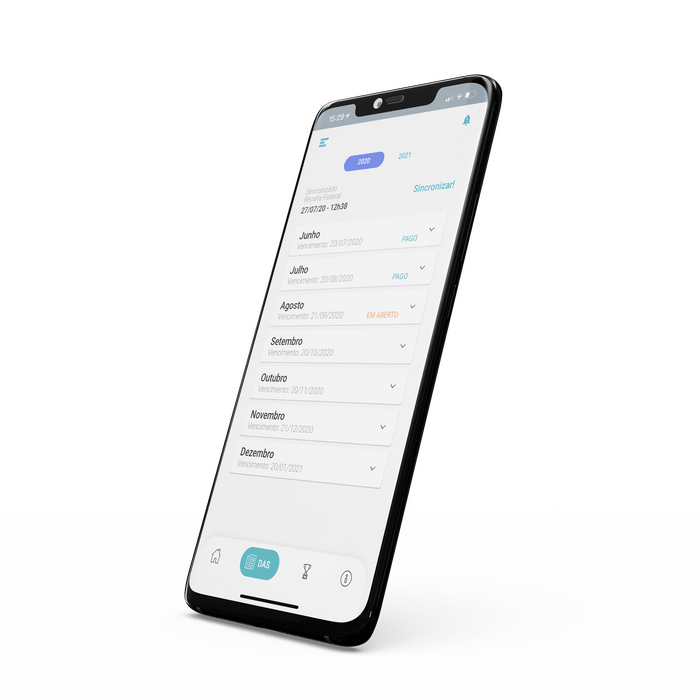 15:29
2020
2021
Sincronizado
Receita Federal
27/07/20 - 12h38
Sincronizar!
Junho
Vencimento: 20/07/2020
PAGO
Julho
Vencimento: 20/08/2020
PAGO
Agosto
Vencimento: 21/09/2020
EM ABERTO
Setembro
Vencimento: 20/10/2020
Outubro
Vencimento: 20/11/2020
Novembro
Vencimento: 21/12/2020
Dezembro
Vencimento: 20/01/2021
DAS